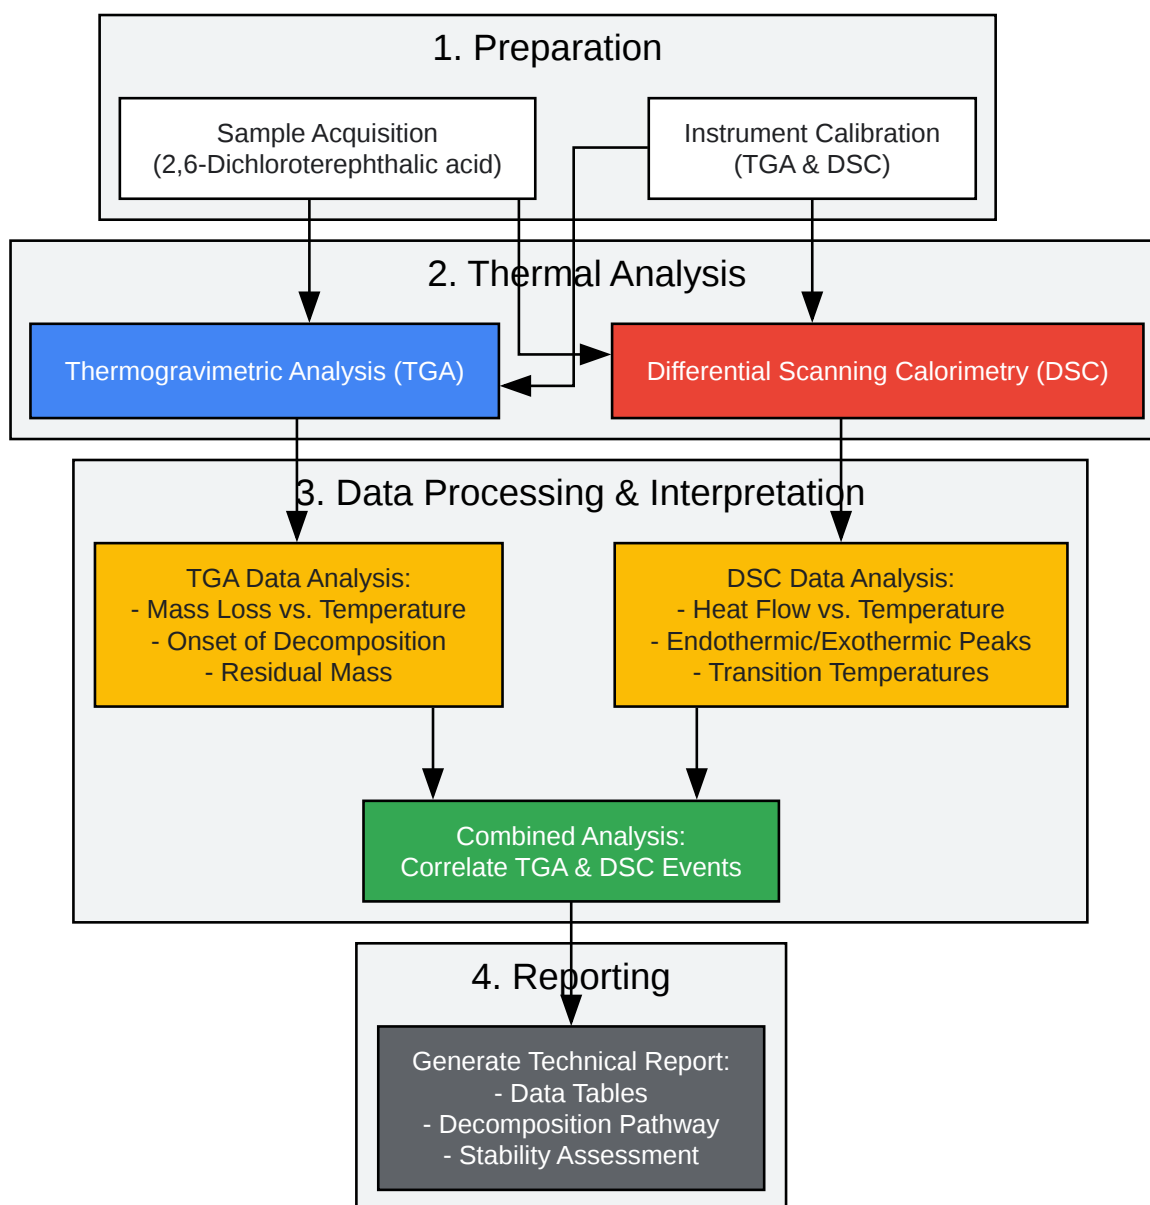 1. Preparation
Sample Acquisition
(2,6-Dichloroterephthalic acid)
Instrument Calibration
(TGA & DSC)
2. Thermal Analysis
Thermogravimetric Analysis (TGA)
Differential Scanning Calorimetry (DSC)
3. Data Processing & Interpretation
TGA Data Analysis:
- Mass Loss vs. Temperature
- Onset of Decomposition
- Residual Mass
DSC Data Analysis:
- Heat Flow vs. Temperature
- Endothermic/Exothermic Peaks
- Transition Temperatures
Combined Analysis:
Correlate TGA & DSC Events
4. Reporting
Generate Technical Report:
- Data Tables
- Decomposition Pathway
- Stability Assessment